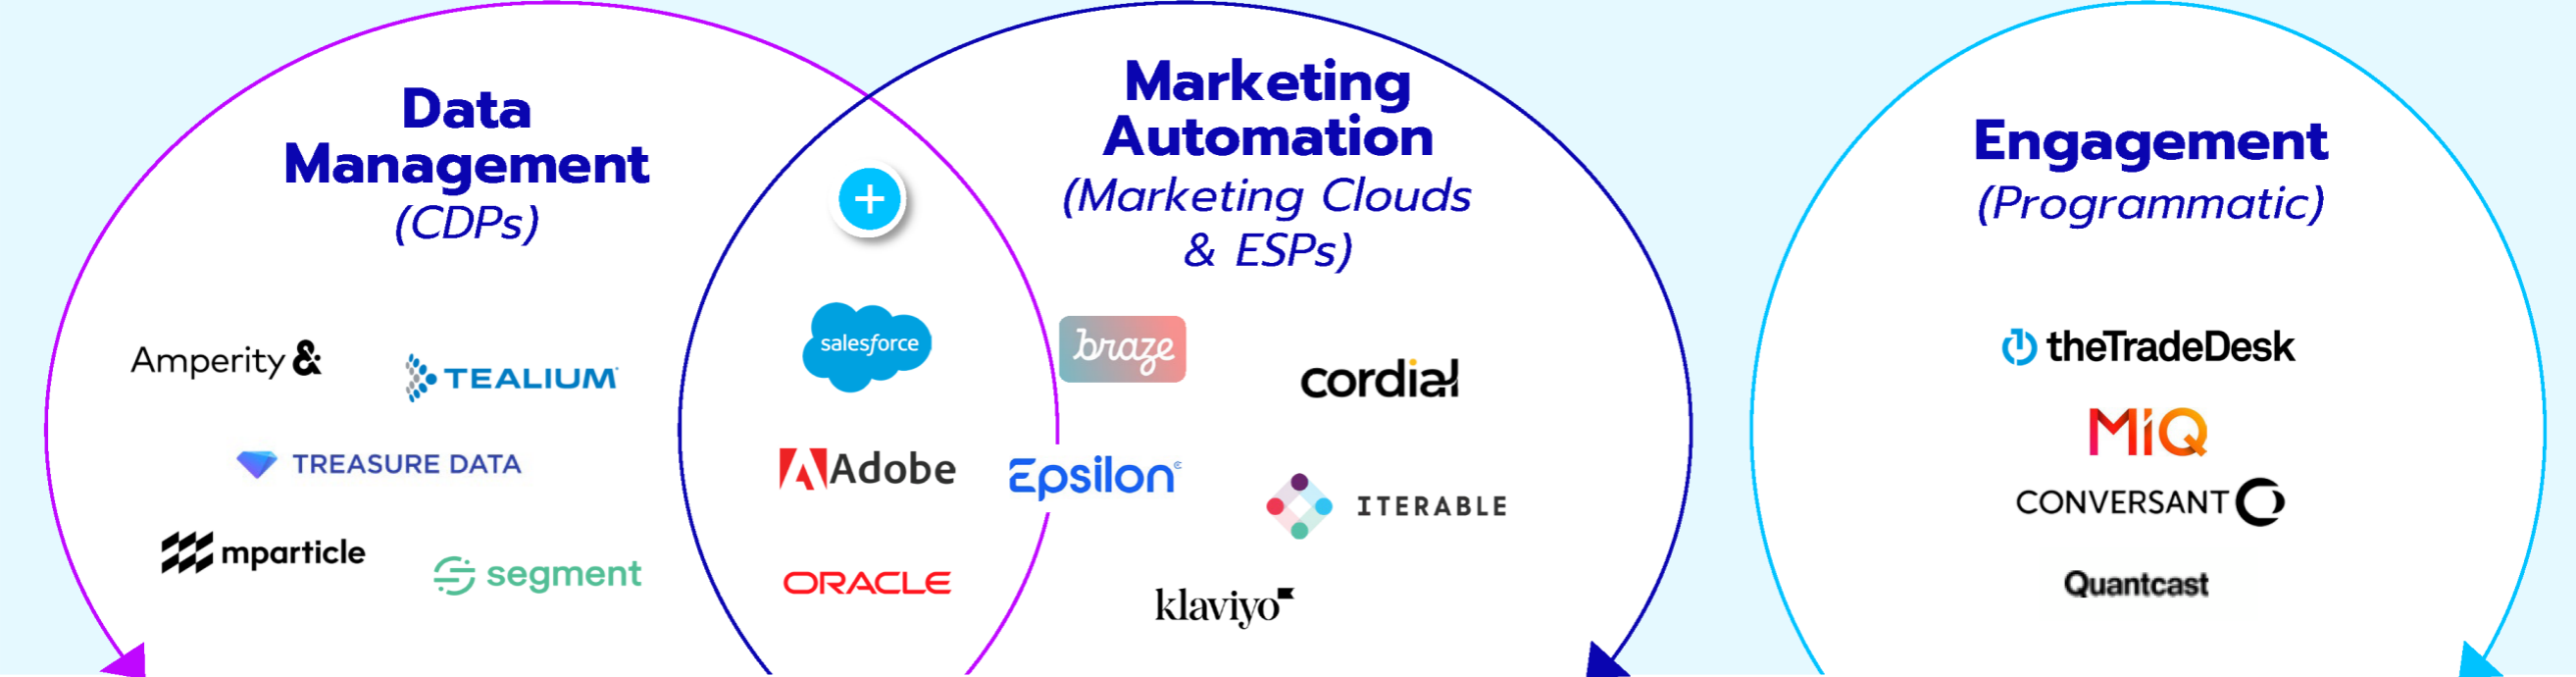 Data
Management
(CDPs)
Amperity &
TEALIUM
TREASURE DATA
mparticle
segment
+
salesforce
Adobe
ORACLE
Marketing
Automation
(Marketing Clouds
& ESPs)
braze
cordial
Epsilon
ITERABLE
klaviyo
Engagement
(Programmatic)
theTradeDesk
MiQ
CONVERSANT
Quantcast